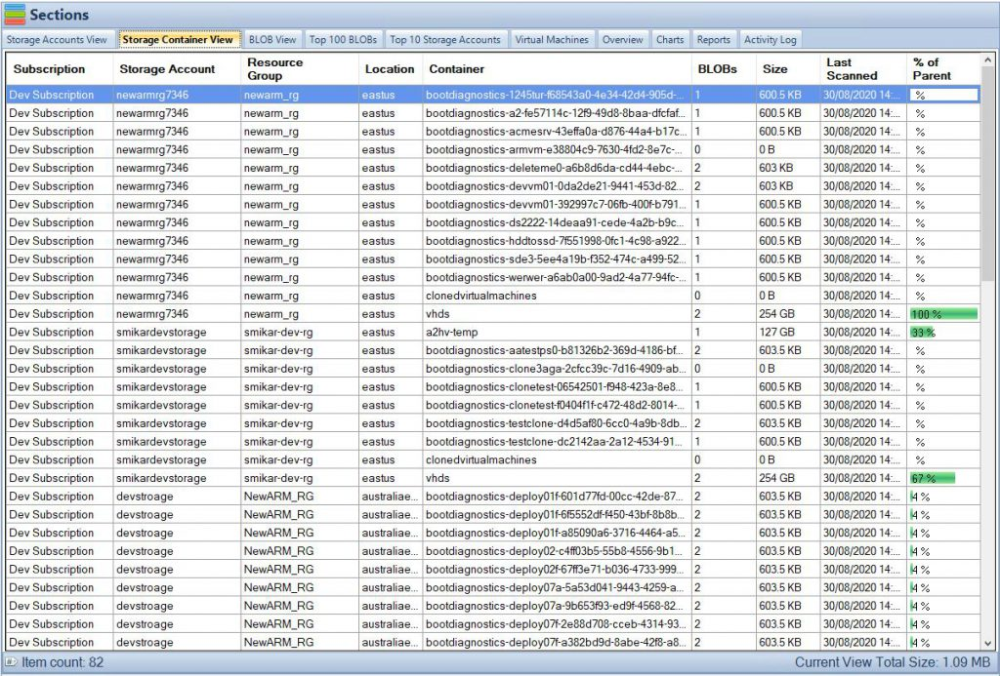 Sections
Storage Accounts View Storage Container View BLOB View Top 100 BLOBs Top 10 Storage Accounts Virtual Machines Overview Charts Reports Activity Log
Subscription Storage Account Resource Group Location Container BLOBs Size Last Scanned % of Parent
Dev Subscription newarmrg7346 newarm_rg eastus bootdiagnostics-1245tur-f68543a0-4e34-42d4-905d-... 1 600.5 KB 30/08/2020 14:... %
Dev Subscription newarmrg7346 newarm_rg eastus bootdiagnostics-a2-fe57114c-12f9-49d8-8baa-dfcfaf... 1 600.5 KB 30/08/2020 14:... %
Dev Subscription newarmrg7346 newarm_rg eastus bootdiagnostics-acmesrv-43effa0a-d876-44a4-b17c... 1 600.5 KB 30/08/2020 14:... %
Dev Subscription newarmrg7346 newarm_rg eastus bootdiagnostics-armvm-e38804c9-7630-4fd2-8e7c-... 0 0 B 30/08/2020 14:... %
Dev Subscription newarmrg7346 newarm_rg eastus bootdiagnostics-deleteme0-a6b8d6da-cd44-4ebc-... 2 603 KB 30/08/2020 14:... %
Dev Subscription newarmrg7346 newarm_rg eastus bootdiagnostics-devvm01-0da2de21-9441-453d-82... 2 603 KB 30/08/2020 14:... %
Dev Subscription newarmrg7346 newarm_rg eastus bootdiagnostics-devvm01-392997c7-06fb-400f-b791... 1 600.5 KB 30/08/2020 14:... %
Dev Subscription newarmrg7346 newarm_rg eastus bootdiagnostics-ds2222-14deaa91-cede-4a2b-b9c... 1 600.5 KB 30/08/2020 14:... %
Dev Subscription newarmrg7346 newarm_rg eastus bootdiagnostics-hddtossd-7f551998-0fc1-4c98-a922... 1 600.5 KB 30/08/2020 14:... %
Dev Subscription newarmrg7346 newarm_rg eastus bootdiagnostics-sde3-5ee4a19b-f352-474c-a499-52... 1 600.5 KB 30/08/2020 14:... %
Dev Subscription newarmrg7346 newarm_rg eastus bootdiagnostics-werwer-a6ab0a00-9ad2-4a77-94fc-... 1 600.5 KB 30/08/2020 14:... %
Dev Subscription newarmrg7346 newarm_rg eastus clonedvirtualmachines 0 0 B 30/08/2020 14:... %
Dev Subscription newarmrg7346 newarm_rg eastus vhds 2 254 GB 30/08/2020 14:... 100 %
Dev Subscription smikardevstorage smikar-dev-rg eastus a2hv-temp 1 127 GB 30/08/2020 14:... 33 %
Dev Subscription smikardevstorage smikar-dev-rg eastus bootdiagnostics-aatestps0-b81326b2-369d-4186-bf... 2 603.5 KB 30/08/2020 14:... %
Dev Subscription smikardevstorage smikar-dev-rg eastus bootdiagnostics-clone3aga-2cfcc39c-7d16-4909-ab... 0 0 B 30/08/2020 14:... %
Dev Subscription smikardevstorage smikar-dev-rg eastus bootdiagnostics-clonetest-06542501-f948-423a-8e8... 1 600.5 KB 30/08/2020 14:... %
Dev Subscription smikardevstorage smikar-dev-rg eastus bootdiagnostics-clonetest-f0404f1f-c472-48d2-8014-... 1 600.5 KB 30/08/2020 14:... %
Dev Subscription smikardevstorage smikar-dev-rg eastus bootdiagnostics-testclone-d4d5af80-6cc0-4a9b-8db... 2 603.5 KB 30/08/2020 14:... %
Dev Subscription smikardevstorage smikar-dev-rg eastus bootdiagnostics-testclone-dc2142aa-2a12-4534-91... 1 600.5 KB 30/08/2020 14:... %
Dev Subscription smikardevstorage smikar-dev-rg eastus clonedvirtualmachines 0 0 B 30/08/2020 14:... %
Dev Subscription smikardevstorage smikar-dev-rg eastus vhds 2 254 GB 30/08/2020 14:... 67 %
Dev Subscription devstroage NewARM_RG australiae... bootdiagnostics-deploy01f-601d77fd-00cc-42de-87... 2 603.5 KB 30/08/2020 14:... 4 %
Dev Subscription devstroage NewARM_RG australiae... bootdiagnostics-deploy01f-6f5552df-f450-43bf-8b8b... 2 603.5 KB 30/08/2020 14:... 4 %
Dev Subscription devstroage NewARM_RG australiae... bootdiagnostics-deploy01f-a85090a6-3716-4464-a5... 2 603.5 KB 30/08/2020 14:... 4 %
Dev Subscription devstroage NewARM_RG australiae... bootdiagnostics-deploy02-c4ff03b5-55b8-4556-9b1... 2 603.5 KB 30/08/2020 14:... 4 %
Dev Subscription devstroage NewARM_RG australiae... bootdiagnostics-deploy02f-67ff3e71-b036-4733-999... 2 603.5 KB 30/08/2020 14:... 4 %
Dev Subscription devstroage NewARM_RG australiae... bootdiagnostics-deploy07a-5a53d041-9443-4259-a... 2 603.5 KB 30/08/2020 14:... 4 %
Dev Subscription devstroage NewARM_RG australiae... bootdiagnostics-deploy07a-9b653f93-ed9f-4568-82... 2 603.5 KB 30/08/2020 14:... 4 %
Dev Subscription devstroage NewARM_RG australiae... bootdiagnostics-deploy07f-2e88d708-cceb-4314-93... 2 603.5 KB 30/08/2020 14:... 4 %
Dev Subscription devstroage NewARM_RG australiae... bootdiagnostics-deploy07f-a382bd9d-8abe-42f8-a8... 2 603.5 KB 30/08/2020 14:... 4 %
Item count: 82 Current View Total Size: 1.09 MB